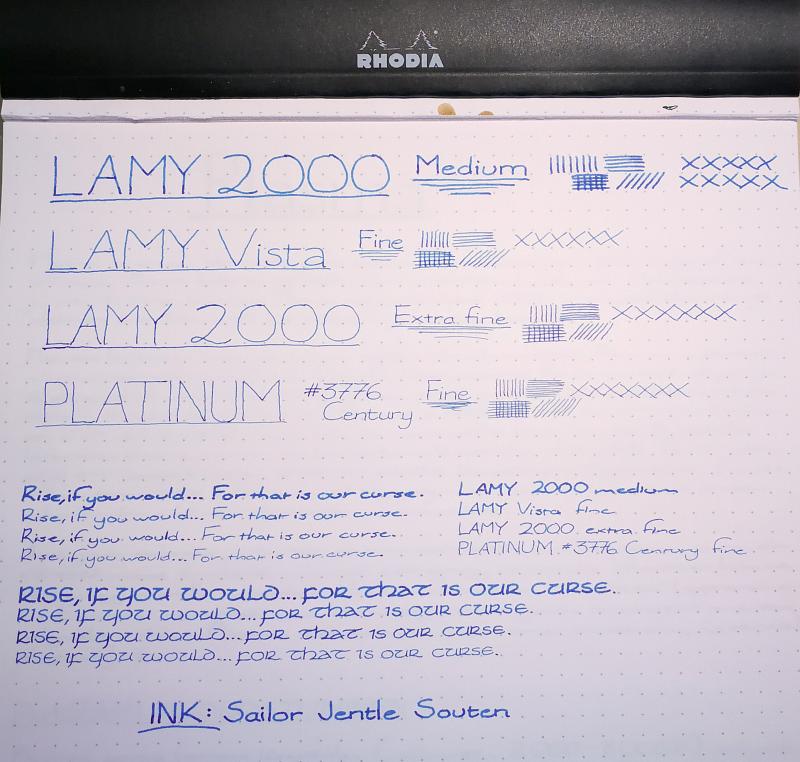 RHODIA
LAMY 2000 Medium XXXXX
XXXXXX
LAMY Vista Fine XXXXXX
LAMY 2000 Extra fine XXXXXXX
PLATINUM #3776 Century Fine XXXXXXXX
Rise, if you would... For that is our curse. LAMY 2000 medium
Rise, if you would... For that is our curse. LAMY Vista fine
Rise, if you would... For that is our curse. LAMY 2000 extra fine
Rise, if you would... For that is our curse. PLATINUM #3776 Century fine
RISE, IF YOU WOULD... FOR THAT IS OUR CURSE.
RISE, IF YOU WOULD... FOR THAT IS OUR CURSE.
RISE, IF YOU WOULD... FOR THAT IS OUR CURSE.
RISE, IF YOU WOULD... FOR THAT IS OUR CURSE.
INK: Sailor Jentle Souten